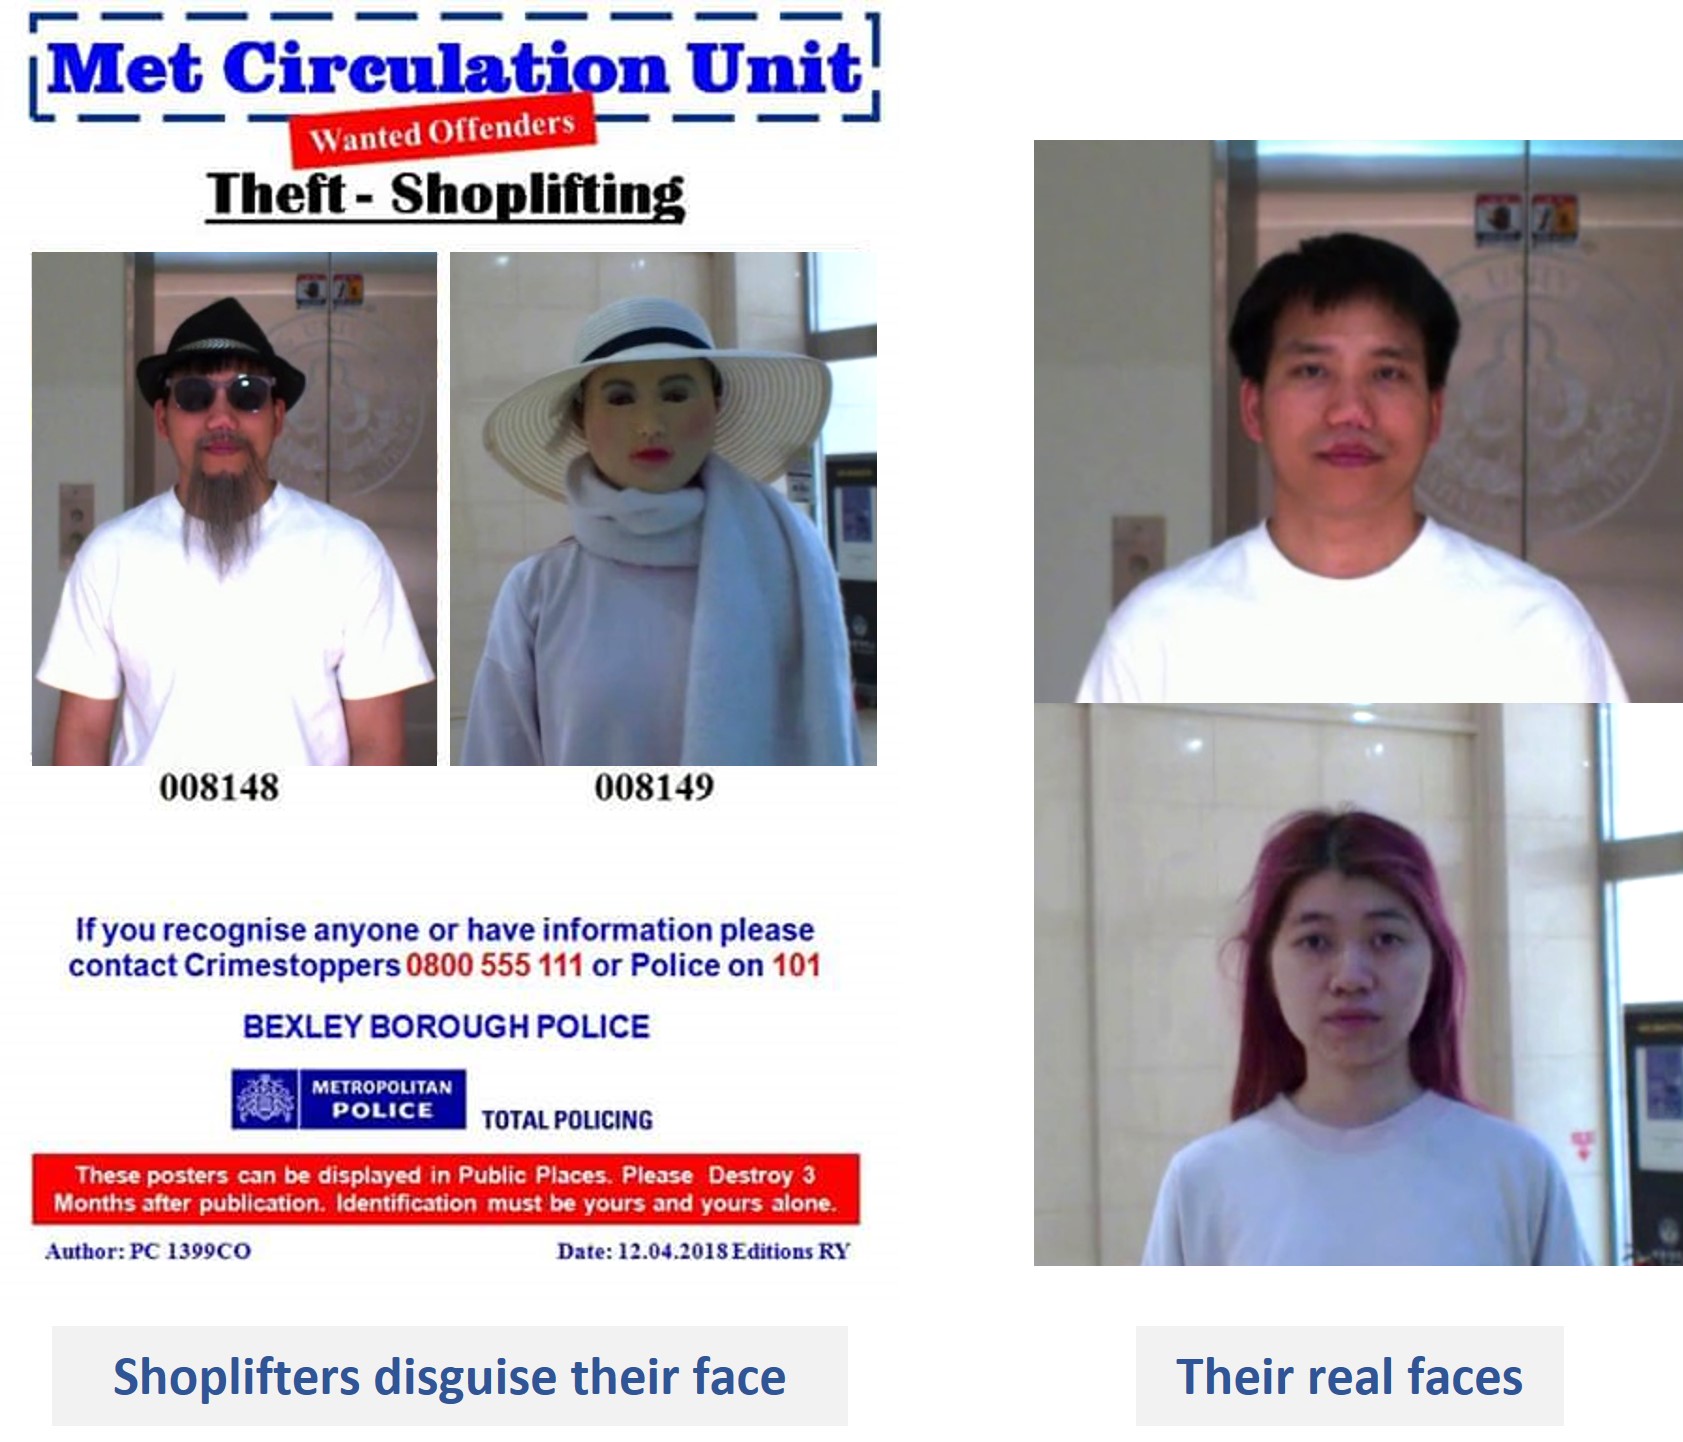 Met Circulation Unit
Wanted Offenders
Theft - Shoplifting
008148
008149
If you recognise anyone or have information please
contact Crimestoppers 0800 555 111 or Police on 101
BEXLEY BOROUGH POLICE
METROPOLITAN
POLICE
TOTAL POLICING
These posters can be displayed in Public Places. Please Destroy 3
Months after publication. Identification must be yours and yours alone.
Author: PC 1399CO
Date: 12.04.2018 Editions RY
Shoplifters disguise their face
Their real faces